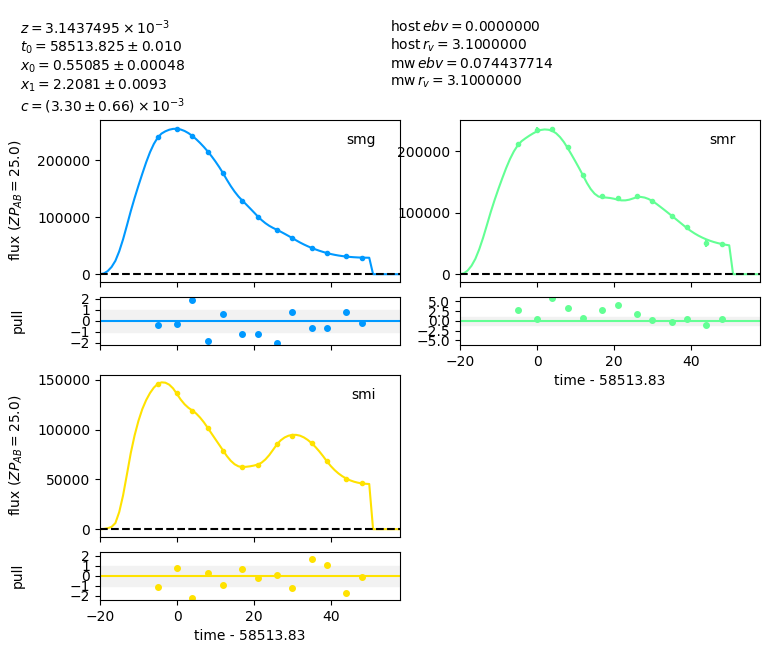 z = 3.1437495 × 10⁻³
t₀ = 58513.825 ± 0.010
x₀ = 0.55085 ± 0.00048
x₁ = 2.2081 ± 0.0093
c = (3.30 ± 0.66) × 10⁻³
host ebv = 0.0000000
host r_v = 3.1000000
mw ebv = 0.074437714
mw r_v = 3.1000000
smg
flux (ZP_AB = 25.0)
200000
100000
0
smr
200000
100000
0
pull
2
1
0
−1
−2
5.0
2.5
0.0
−2.5
−5.0
−20
0
20
40
time - 58513.83
smi
flux (ZP_AB = 25.0)
150000
100000
50000
0
pull
2
1
0
−1
−2
−20
0
20
40
time - 58513.83